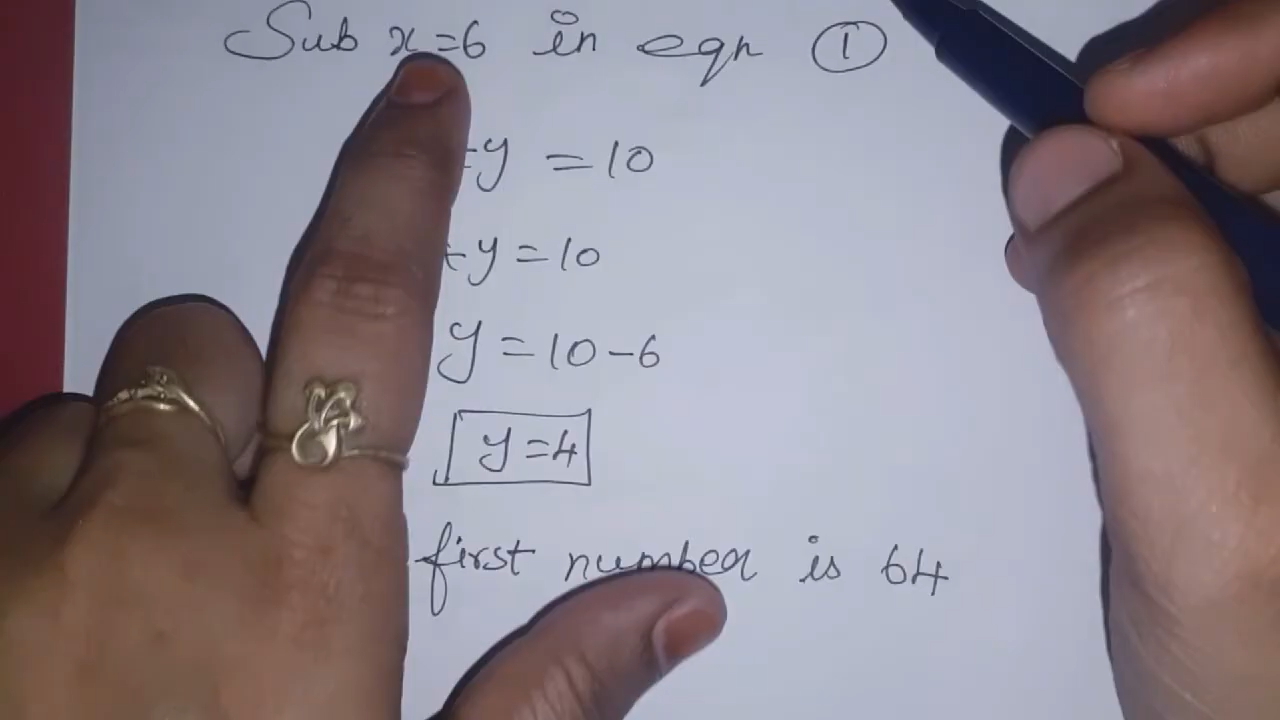 Sub x=6 in eqn ①
+y = 10
+y=10
y = 10-6
y=4
first number is 64